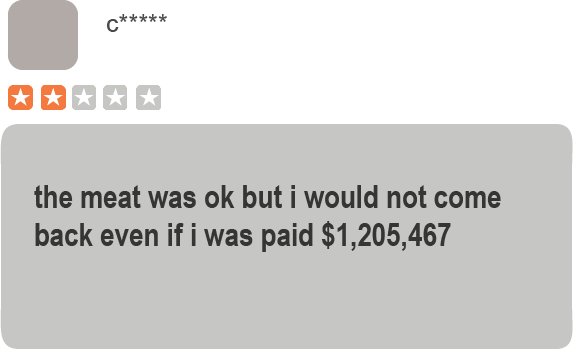 c*****
the meat was ok but i would not come
back even if i was paid $1,205,467